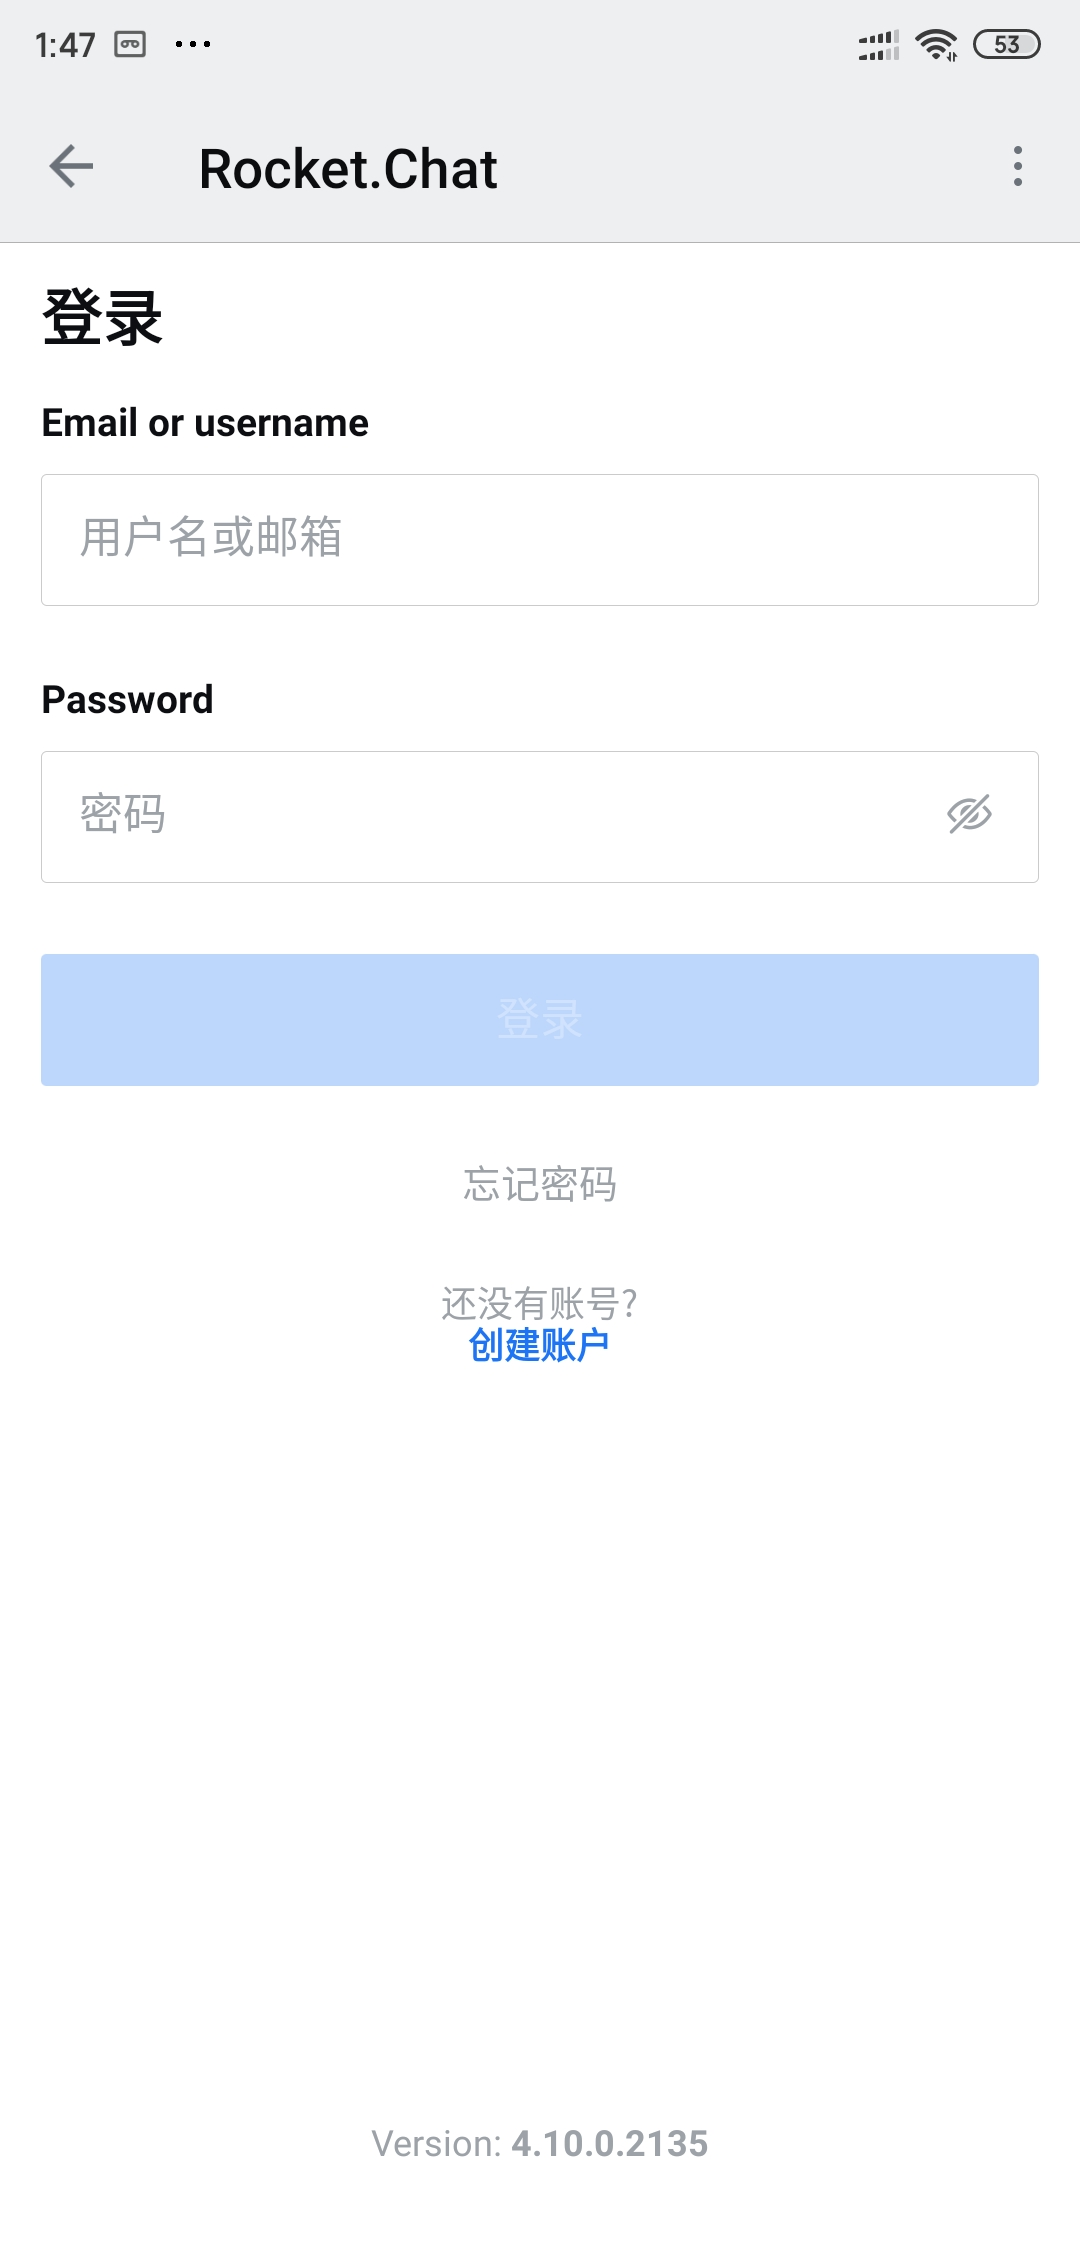 1:47
53
Rocket.Chat
登录
Email or username
用户名或邮箱
Password
密码
登录
忘记密码
还没有账号?
创建账户
Version: 4.10.0.2135